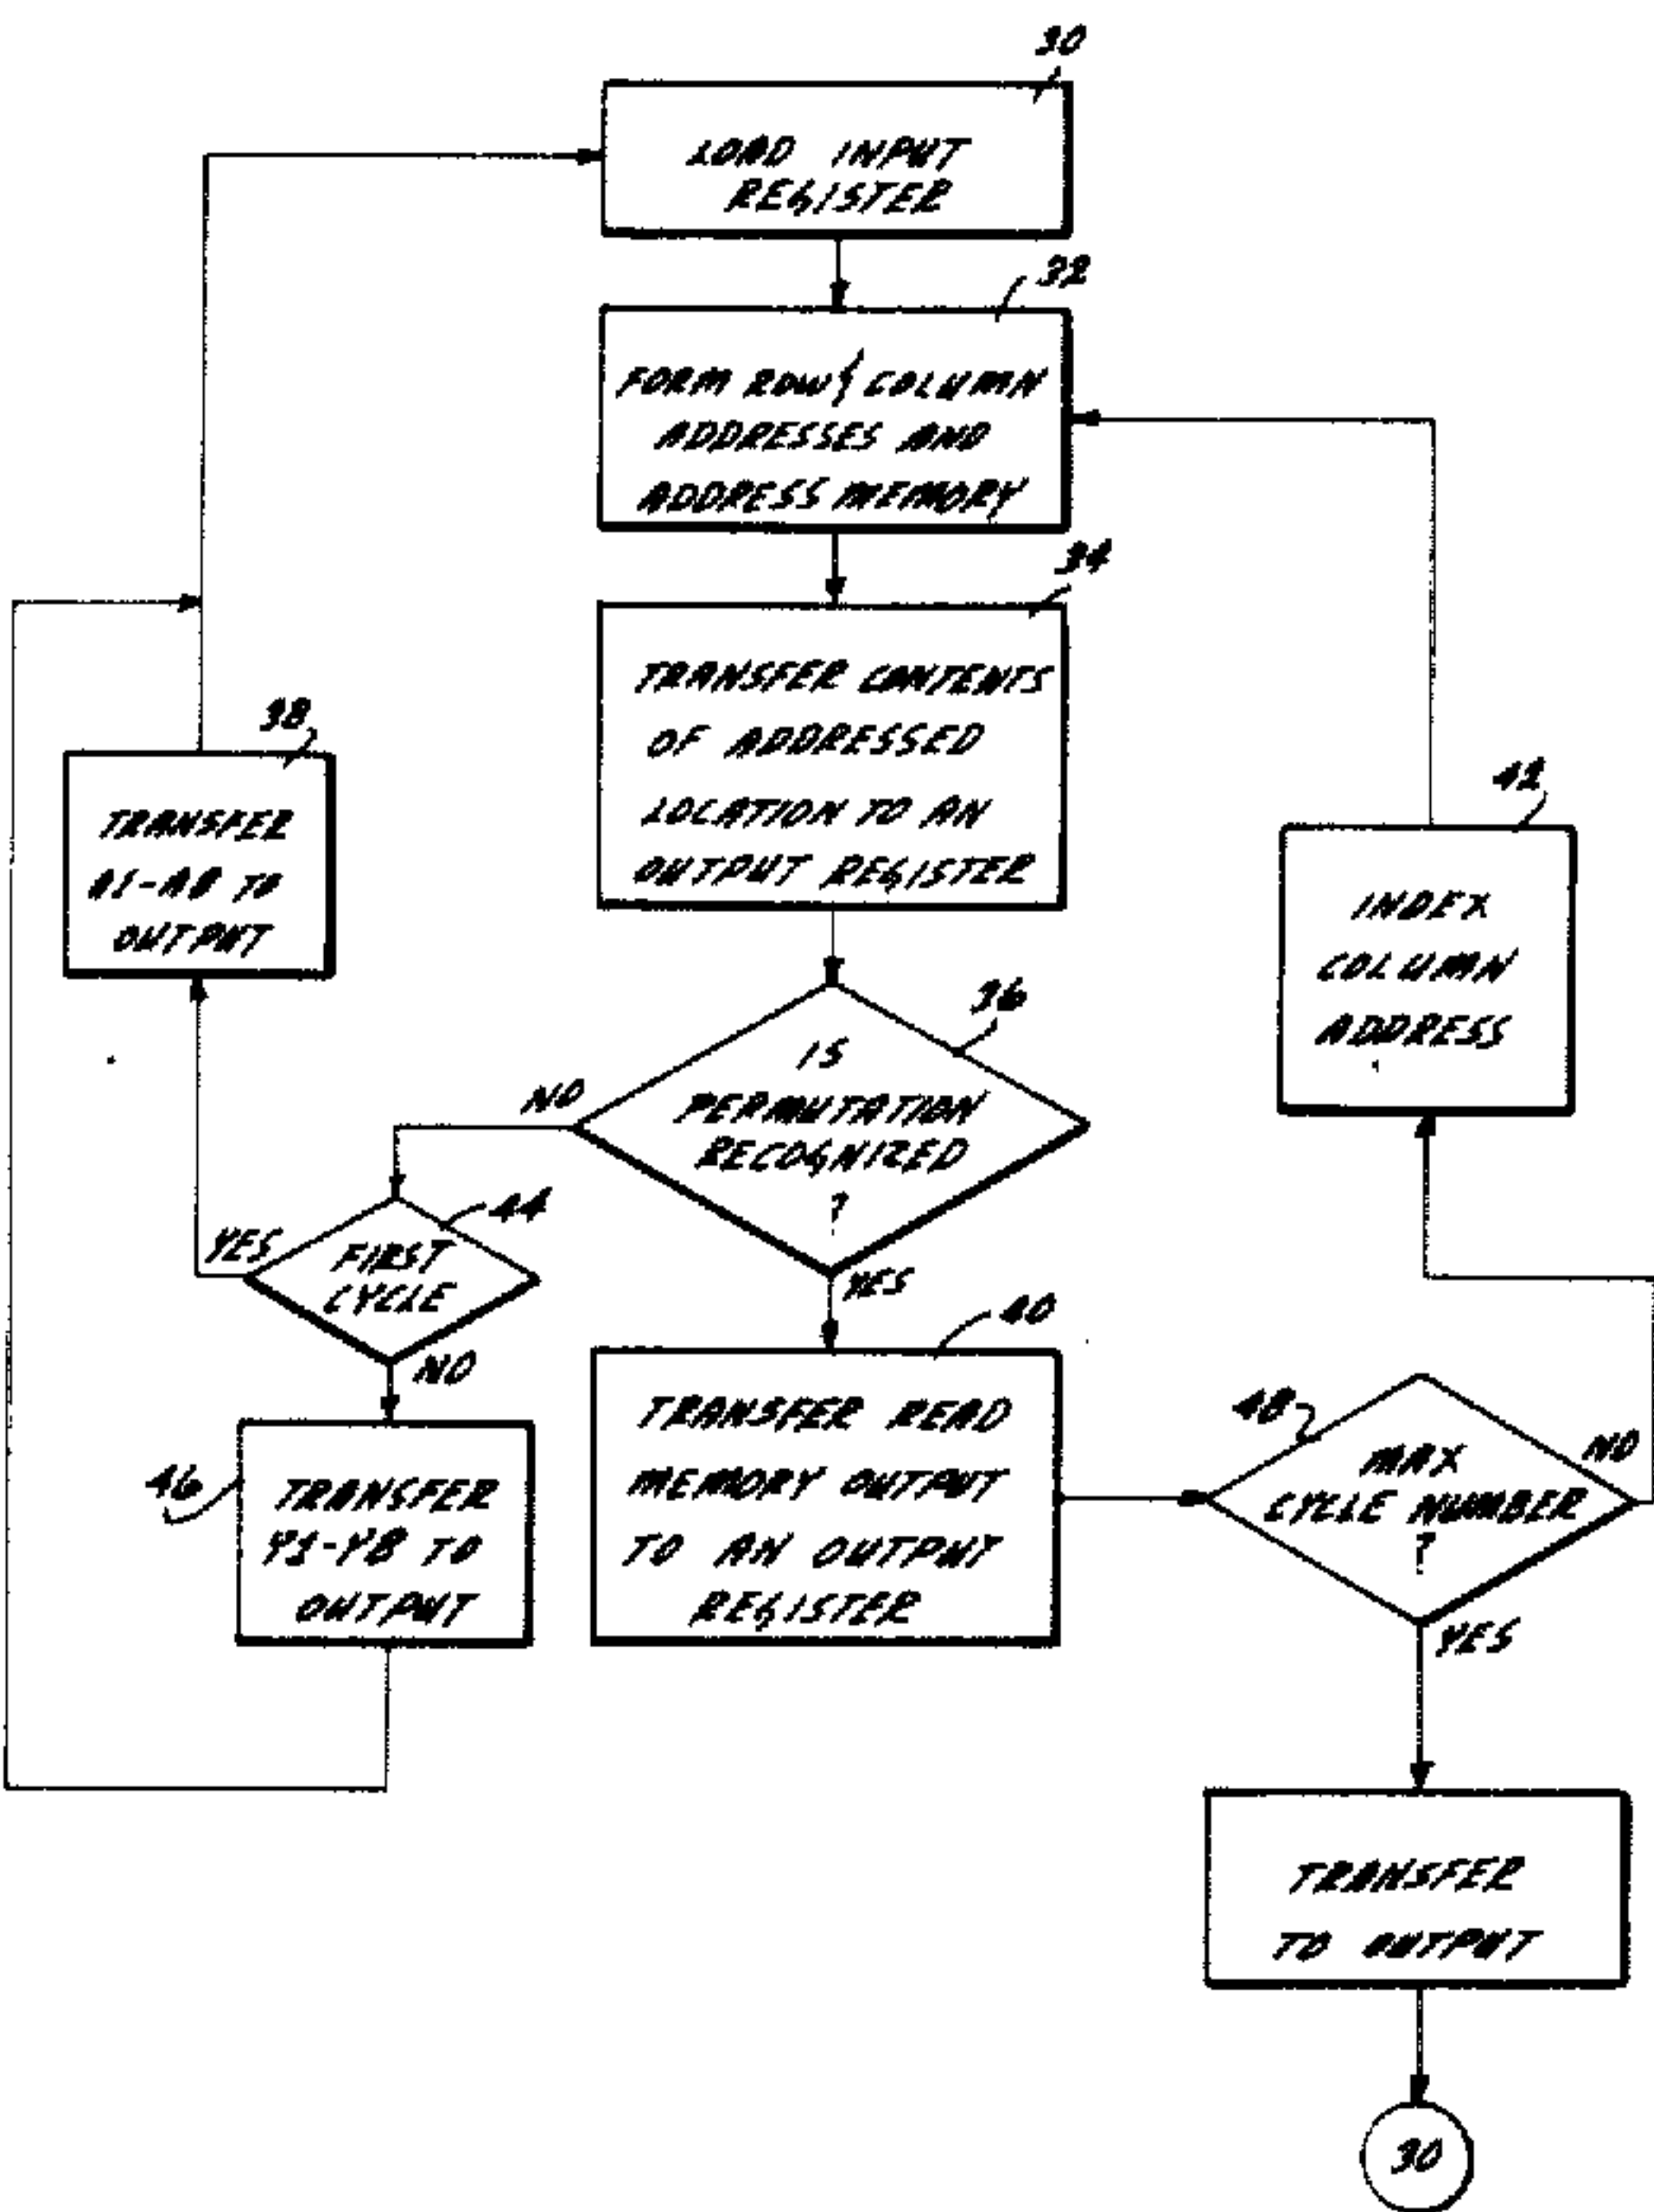 30
LOAD INPUT
REGISTER
32
FORM ROW & COLUMN
ADDRESSES AND
ADDRESS MEMORY
34
TRANSFER CONTENTS
OF ADDRESSED
LOCATION TO AN
OUTPUT REGISTER
38
TRANSFER
A1-A8 TO
OUTPUT
42
INDEX
COLUMN
ADDRESS
36
IS
PERMUTATION
RECOGNIZED
?
NO
YES
44
FIRST
CYCLE
YES
NO
40
TRANSFER READ
MEMORY OUTPUT
TO AN OUTPUT
REGISTER
46
TRANSFER
Y1-Y8 TO
OUTPUT
48
MAX
CYCLE NUMBER
?
NO
YES
TRANSFER
TO OUTPUT
30